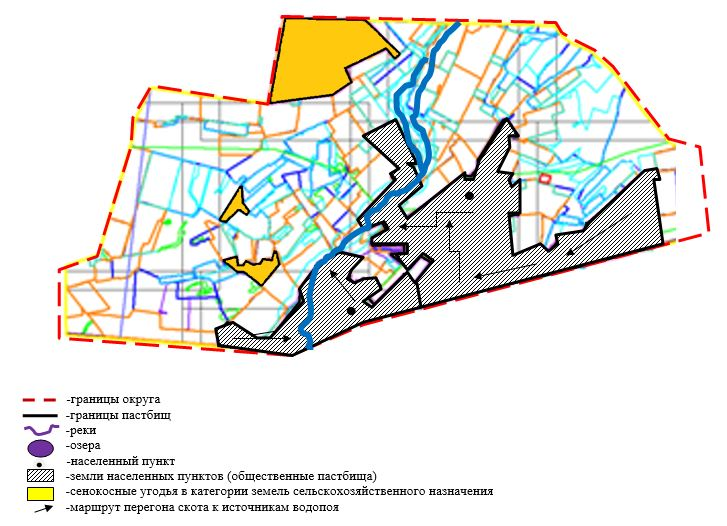 -границы округа
-границы пастбищ
-реки
-озера
-населенный пункт
-земли населенных пунктов (общественные пастбища)
-сенокосные угодья в категории земель сельскохозяйственного назначения
-маршрут перегона скота к источникам водопоя